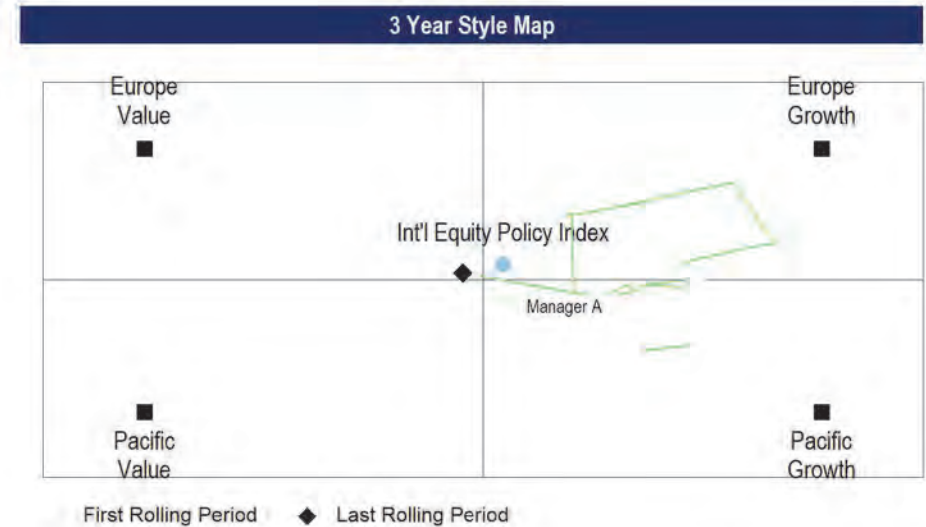 3 Year Style Map
Europe
Value
Europe
Growth
Int'l Equity Policy Index
Manager A
Pacific
Value
Pacific
Growth
First Rolling Period
Last Rolling Period